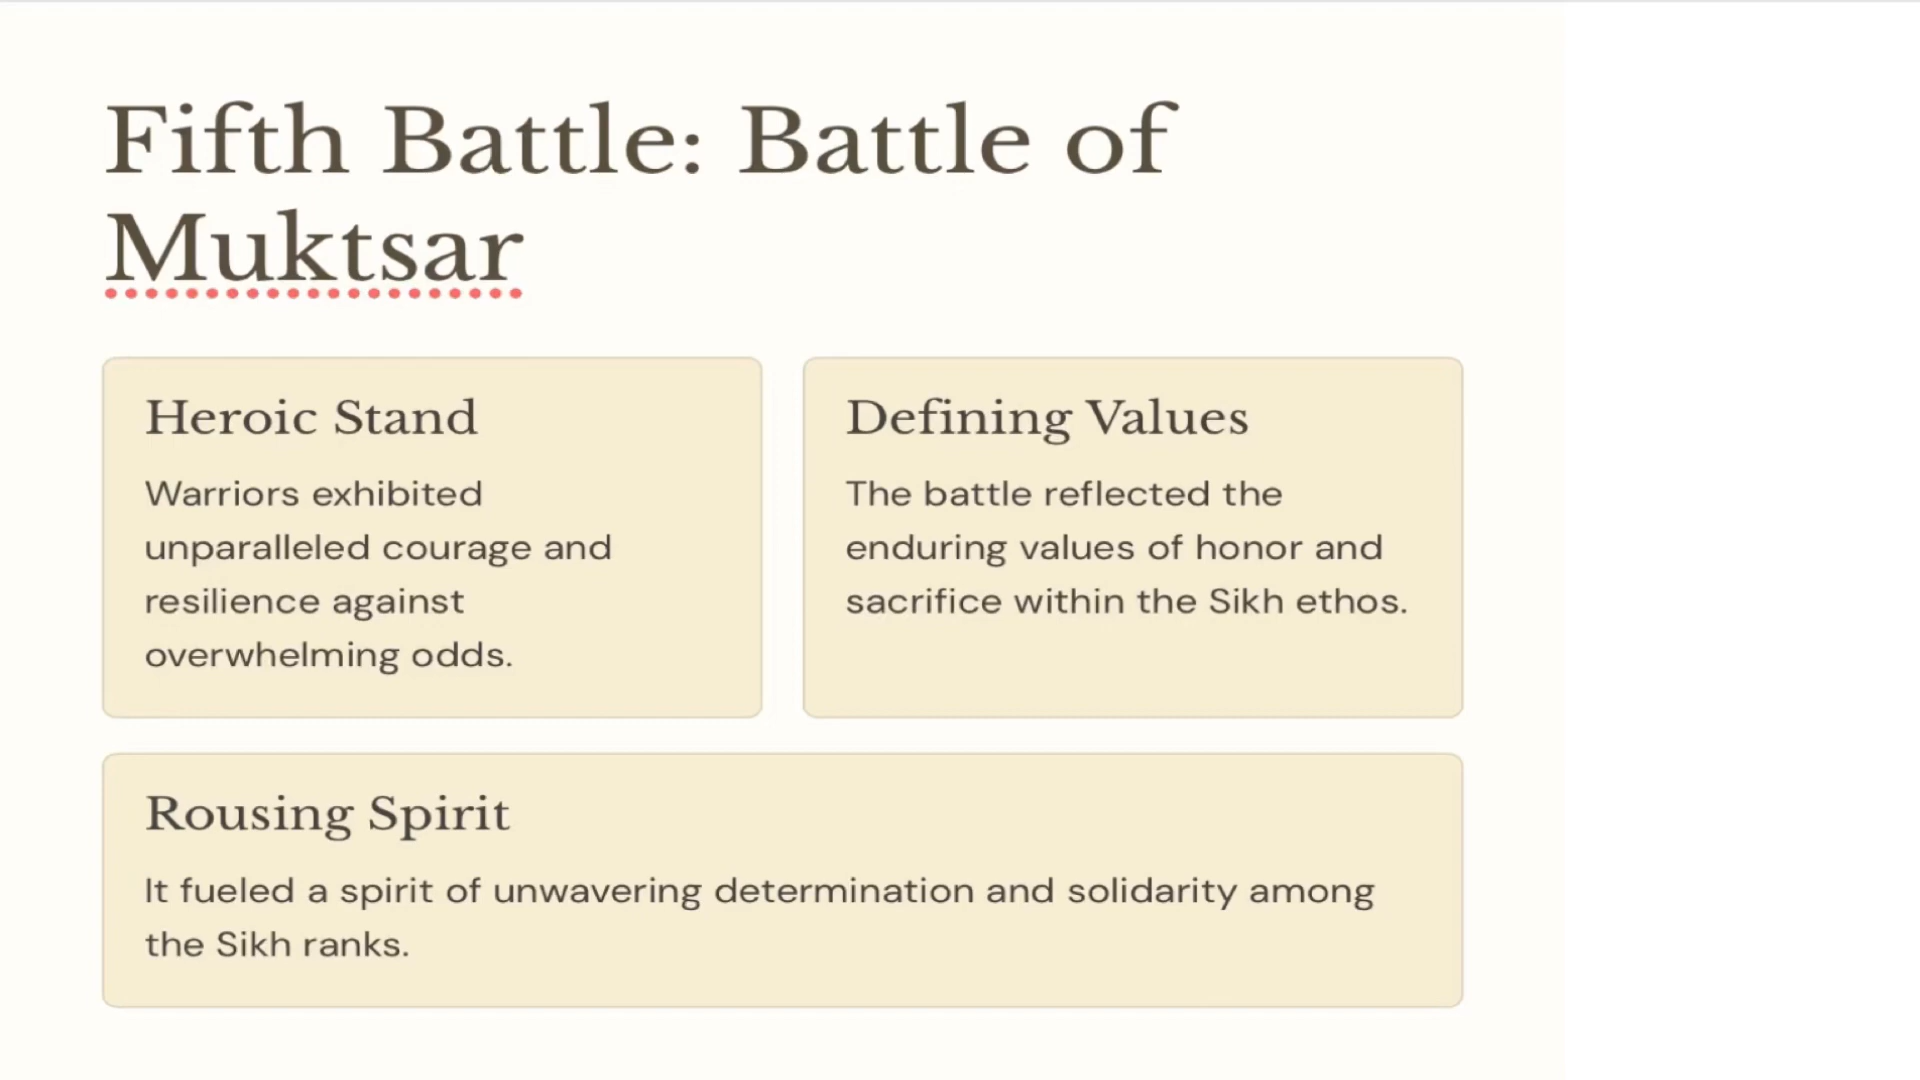 Fifth Battle: Battle of
Muktsar
Heroic Stand
Warriors exhibited
unparalleled courage and
resilience against
overwhelming odds.
Defining Values
The battle reflected the
enduring values of honor and
sacrifice within the Sikh ethos.
Rousing Spirit
It fueled a spirit of unwavering determination and solidarity among
the Sikh ranks.